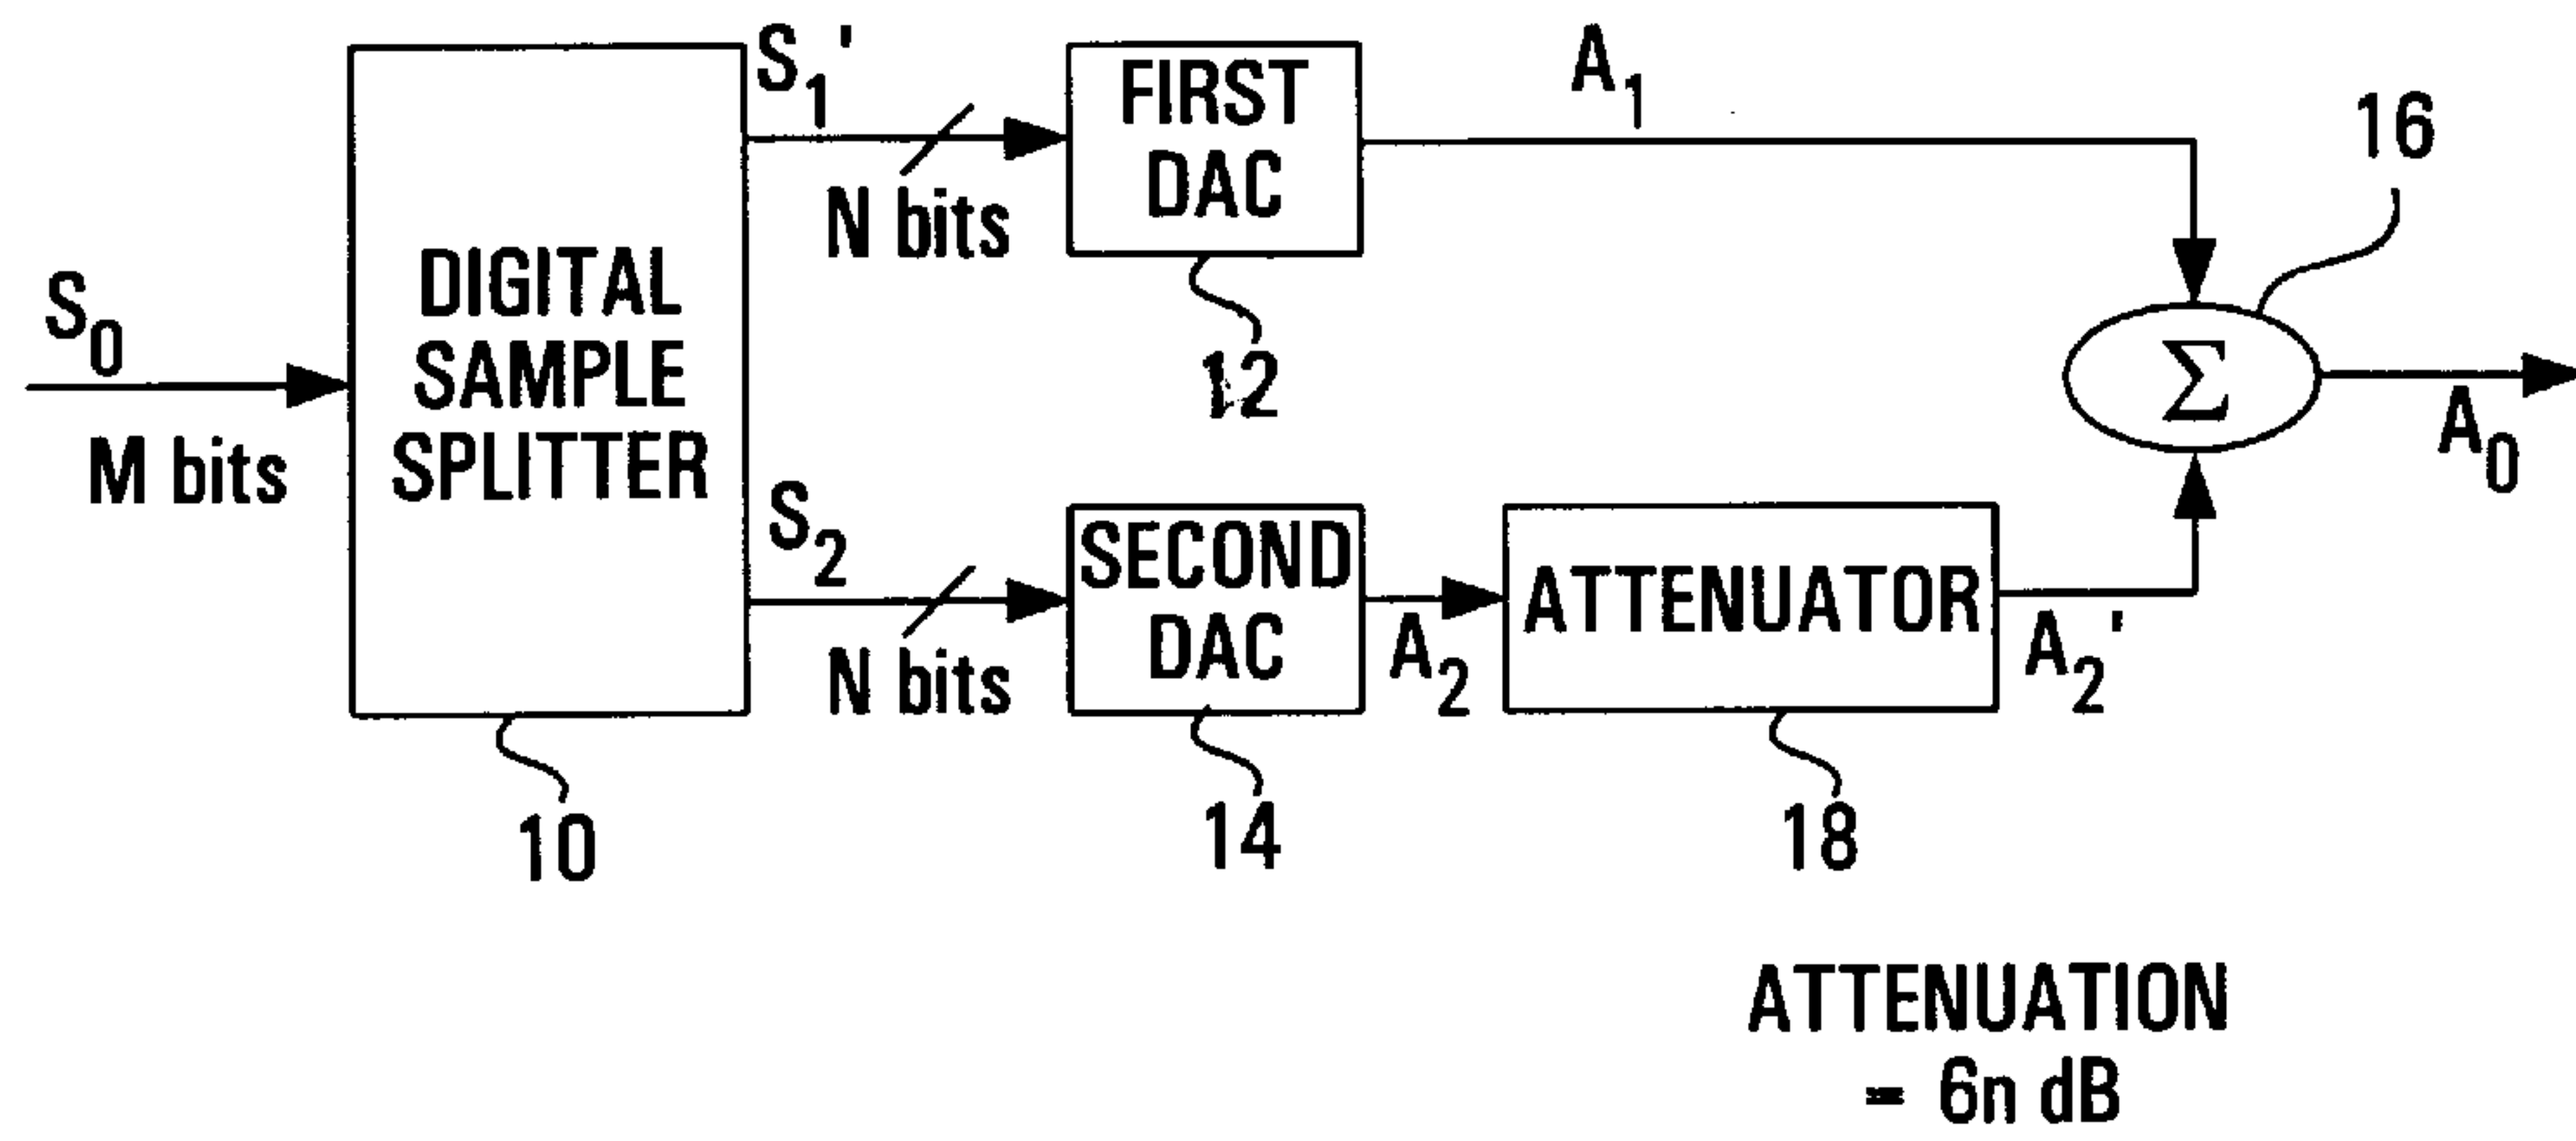 S0
M bits
DIGITAL
SAMPLE
SPLITTER
10
S1'
N bits
FIRST
DAC
12
A1
16
Σ
A0
S2
N bits
SECOND
DAC
14
A2
ATTENUATOR
18
A2'
ATTENUATION
= 6n dB